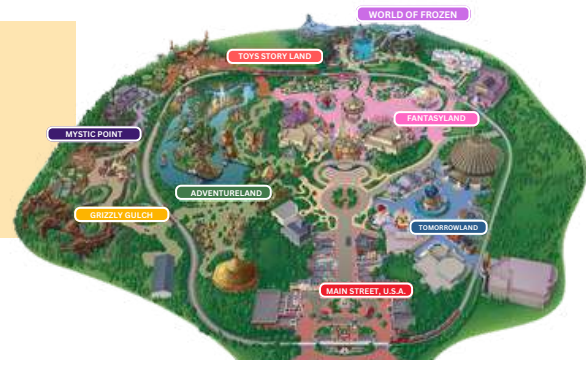 WORLD OF FROZEN
TOYS STORY LAND
FANTASYLAND
MYSTIC POINT
ADVENTURELAND
GRIZZLY GULCH
TOMORROWLAND
MAIN STREET, U.S.A.